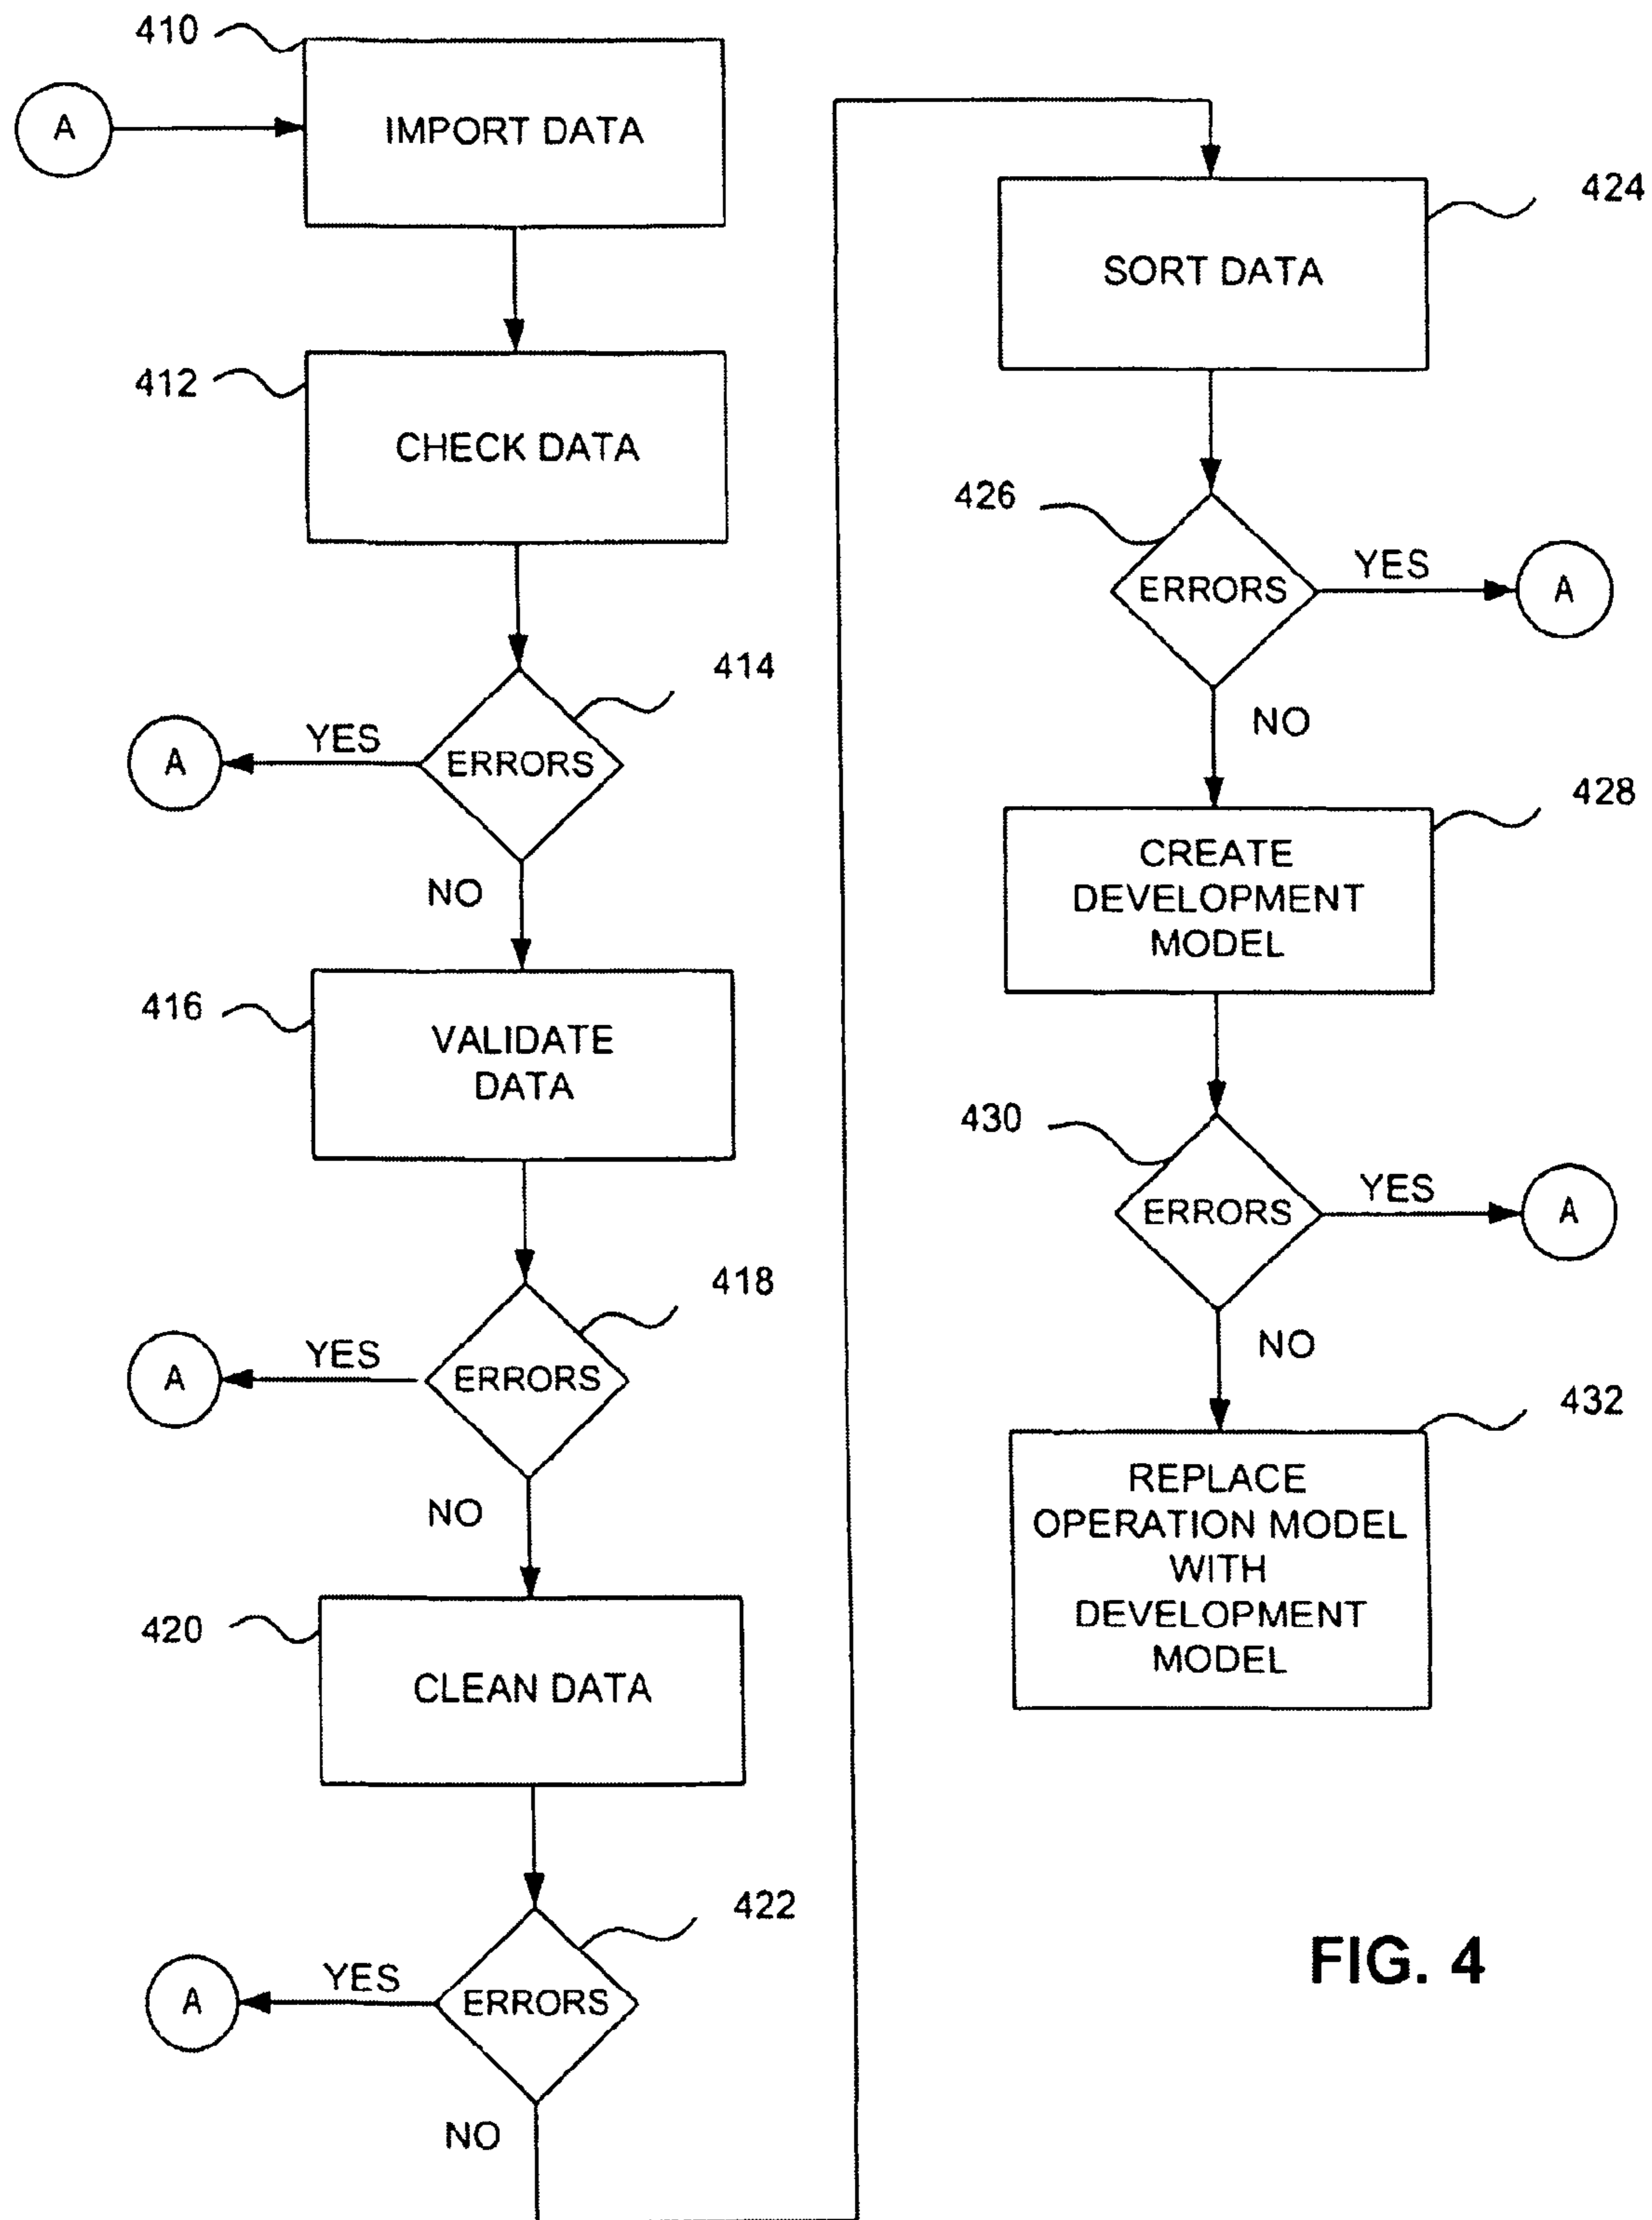 410
A
IMPORT DATA
412
CHECK DATA
414
ERRORS
YES
A
NO
416
VALIDATE
DATA
418
ERRORS
YES
A
NO
420
CLEAN DATA
422
ERRORS
YES
A
NO
424
SORT DATA
426
ERRORS
YES
A
NO
428
CREATE
DEVELOPMENT
MODEL
430
ERRORS
YES
A
NO
432
REPLACE
OPERATION MODEL
WITH
DEVELOPMENT
MODEL
FIG. 4